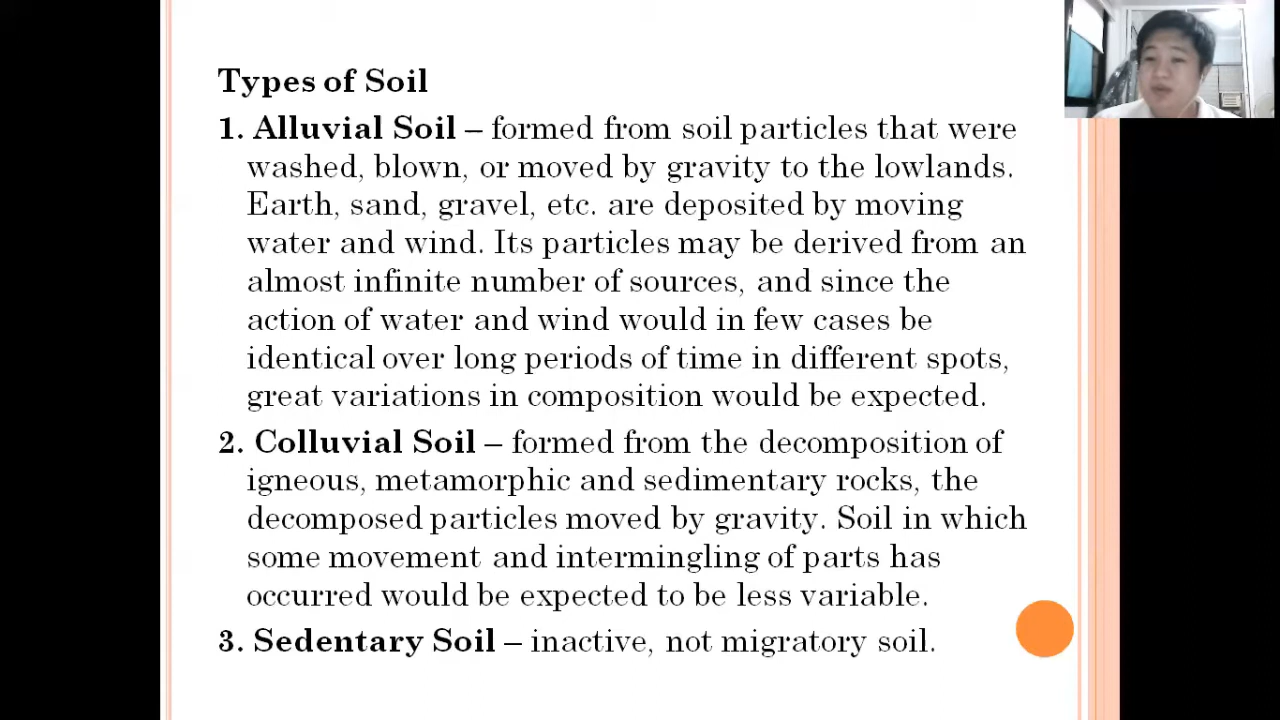 Types of Soil
1. Alluvial Soil – formed from soil particles that were
washed, blown, or moved by gravity to the lowlands.
Earth, sand, gravel, etc. are deposited by moving
water and wind. Its particles may be derived from an
almost infinite number of sources, and since the
action of water and wind would in few cases be
identical over long periods of time in different spots,
great variations in composition would be expected.
2. Colluvial Soil – formed from the decomposition of
igneous, metamorphic and sedimentary rocks, the
decomposed particles moved by gravity. Soil in which
some movement and intermingling of parts has
occurred would be expected to be less variable.
3. Sedentary Soil – inactive, not migratory soil.